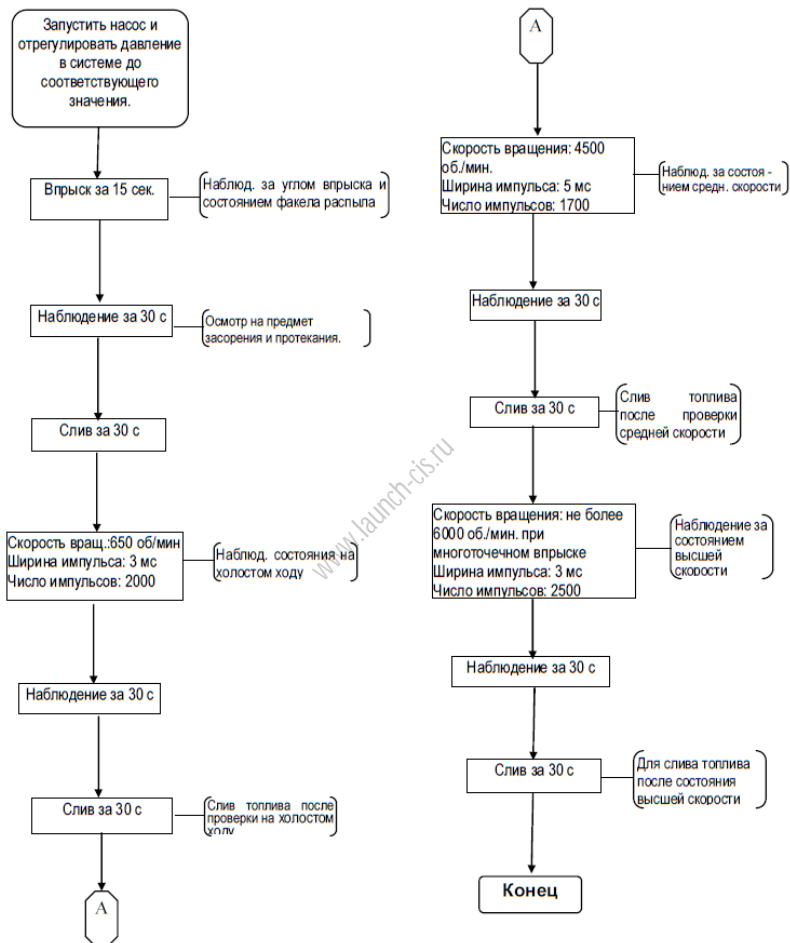 Запустить насос и
отрегулировать давление
в системе до
соответствующего
значения.
Впрыск за 15 сек.
Наблюд. за углом впрыска и
состоянием факела распыла
Наблюдение за 30 с
Осмотр на предмет
засорения и протекания.
Слив за 30 с
Скорость вращ.:650 об/мин
Ширина импульса: 3 мс
Число импульсов: 2000
Наблюд. состояния на
холостом ходу
Наблюдение за 30 с
Слив за 30 с
Слив топлива после
проверки на холостом
ходу
А
А
Скорость вращения: 4500
об./мин.
Ширина импульса: 5 мс
Число импульсов: 1700
Наблюд. за состоя -
нием средн. скорости
Наблюдение за 30 с
Слив за 30 с
Слив топлива
после проверки
средней скорости
Скорость вращения: не более
6000 об./мин. при
многоточечном впрыске
Ширина импульса: 3 мс
Число импульсов: 2500
Наблюдение за
состоянием
высшей
скорости
Наблюдение за 30 с
Слив за 30 с
Для слива топлива
после состояния
высшей скорости
Конец
www.launch-cis.ru